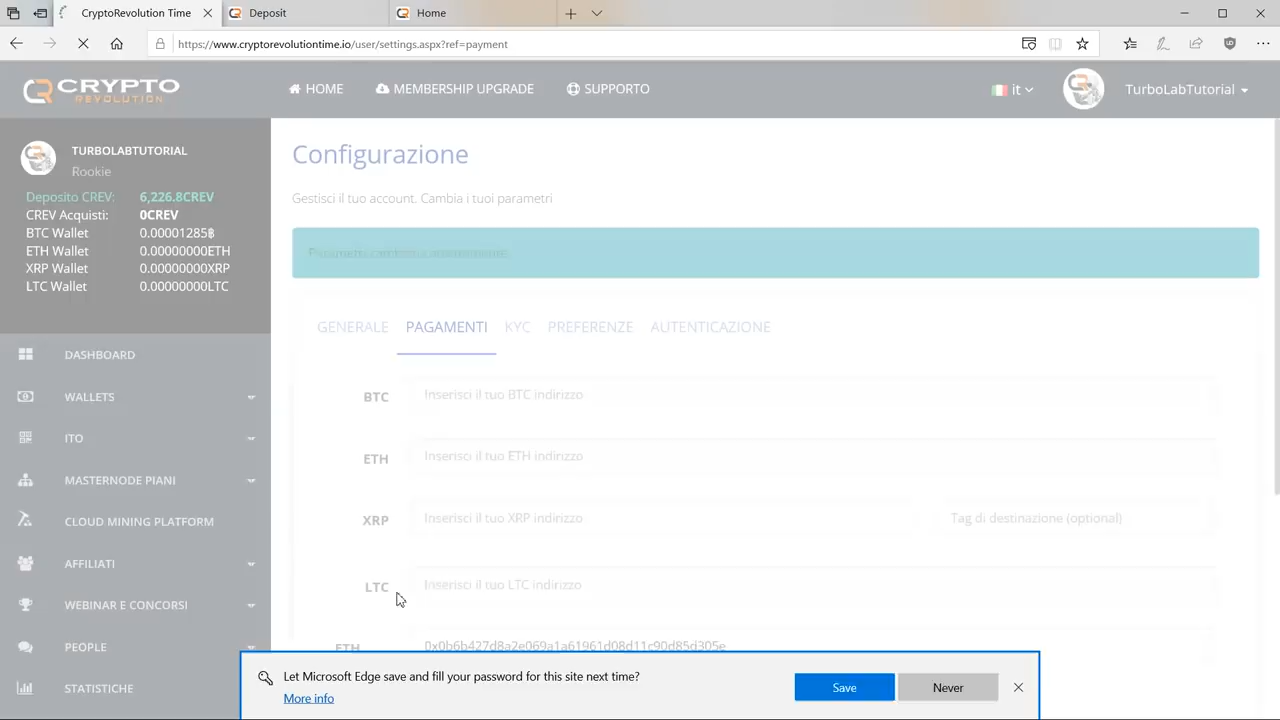 CryptoRevolution Time
Deposit
Home
https://www.cryptorevolutiontime.io/user/settings.aspx?ref=payment
CRYPTO
REVOLUTION
HOME
MEMBERSHIP UPGRADE
SUPPORTO
it
TurboLabTutorial
TURBOLABTUTORIAL
Rookie
Deposito CREV: 6,226.8CREV
CREV Acquisti: 0CREV
BTC Wallet 0.00001285฿
ETH Wallet 0.00000000ETH
XRP Wallet 0.00000000XRP
LTC Wallet 0.00000000LTC
DASHBOARD
WALLETS
ITO
MASTERNODE PIANI
CLOUD MINING PLATFORM
AFFILIATI
WEBINAR E CONCORSI
PEOPLE
STATISTICHE
Configurazione
Gestisci il tuo account. Cambia i tuoi parametri
GENERALE PAGAMENTI KYC PREFERENZE AUTENTICAZIONE
BTC Inserisci il tuo BTC indirizzo
ETH Inserisci il tuo ETH indirizzo
XRP Inserisci il tuo XRP indirizzo Tag di destinazione (optional)
LTC Inserisci il tuo LTC indirizzo
ETH 0x0b6b427d8a2e069a1a61961d08d11c90d85d305e
Let Microsoft Edge save and fill your password for this site next time?
More info
Save
Never